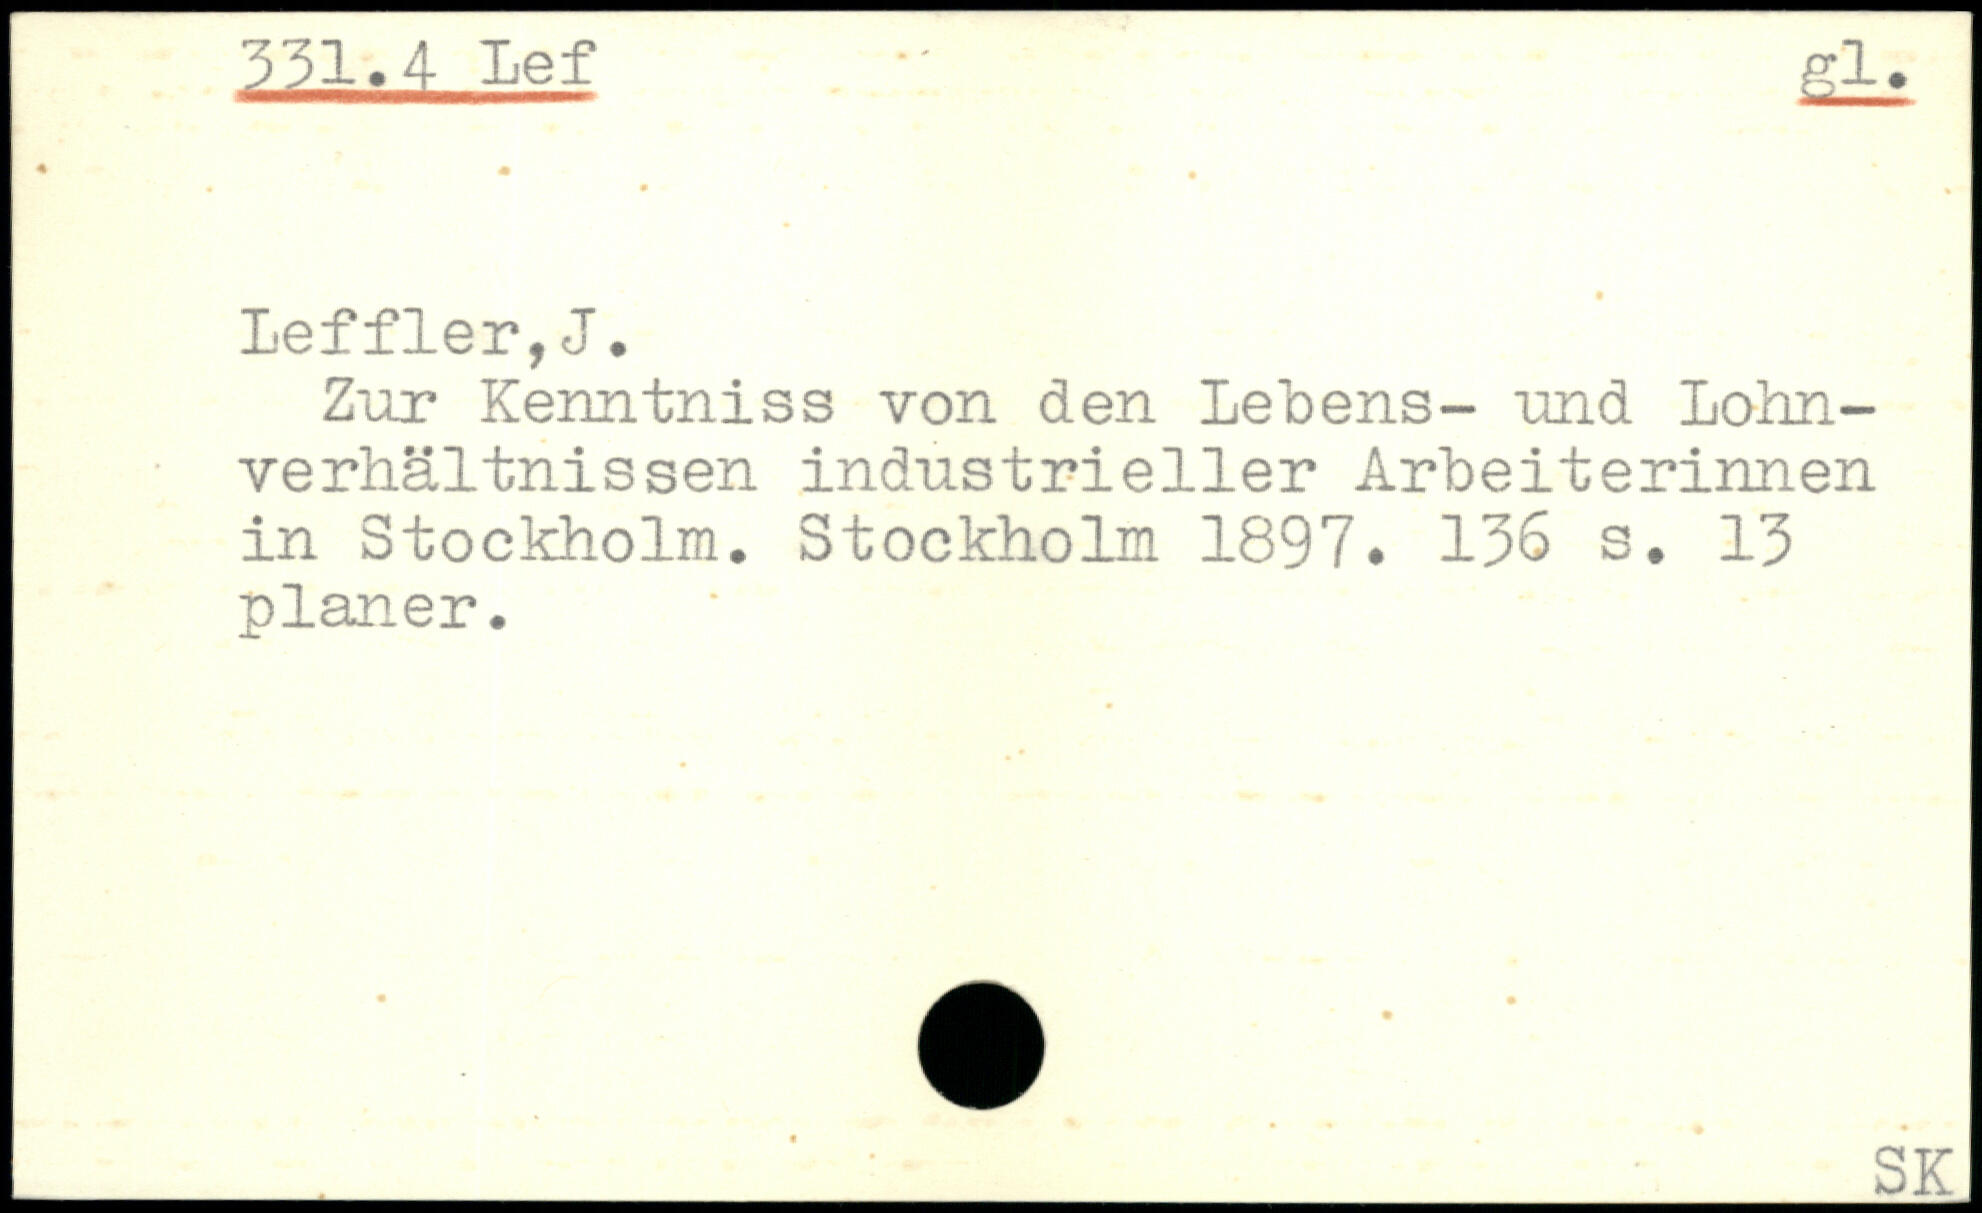 331.4 Lef
gl.
Leffler,J.
Zur Kenntniss von den Lebens- und Lohn-
verhältnissen industrieller Arbeiterinnen
in Stockholm. Stockholm 1897. 136 s. 13
planer.
SK